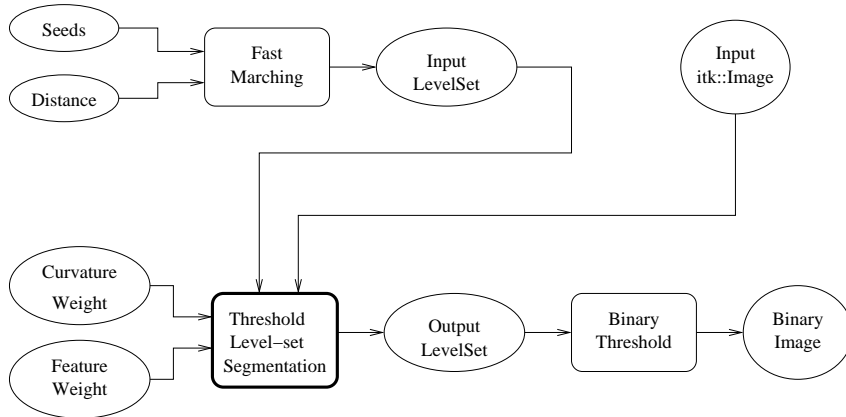 Seeds
Distance
Fast
Marching
Input
LevelSet
Input
itk::Image
Curvature
Weight
Feature
Weight
Threshold
Level−set
Segmentation
Output
LevelSet
Binary
Threshold
Binary
Image